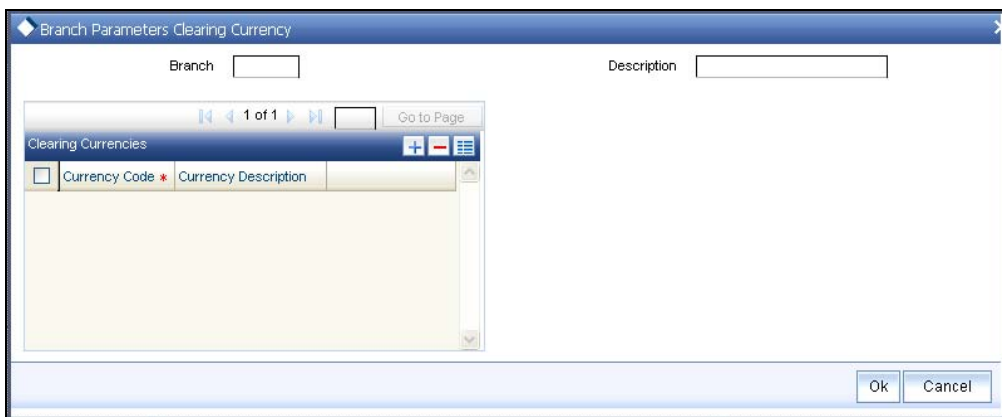 Branch Parameters Clearing Currency
Branch
Description
1 of 1
Go to Page
Clearing Currencies
Currency Code * Currency Description
Ok Cancel